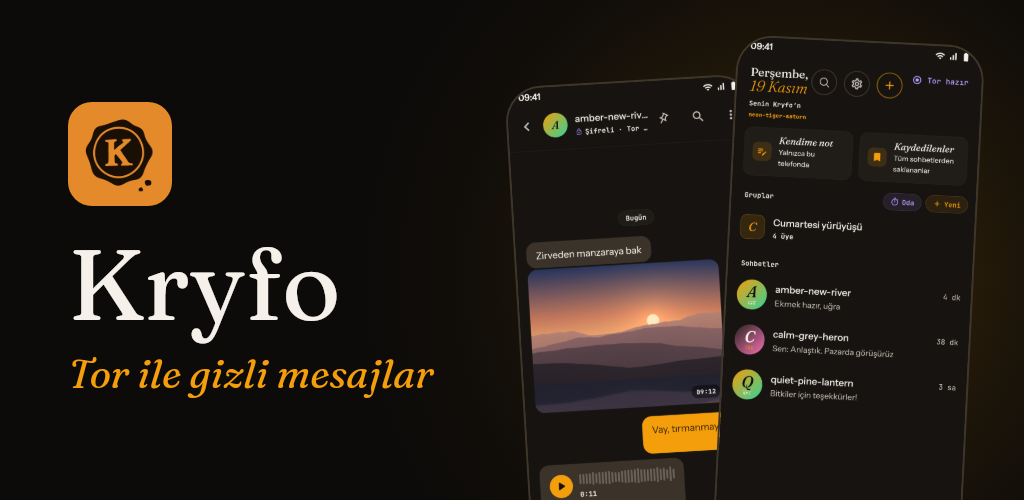 K
Kryfo
Tor ile gizli mesajlar
09:41
A
amber-new-riv…
Şifreli · Tor …
Bugün
Zirveden manzaraya bak
09:12
Vay, tırmanmay
0:11
09:41
Perşembe,
19 Kasım
Tor hazır
Senin Kryfo'n
neon-tiger-saturn
Kendime not
Yalnızca bu
telefonda
Kaydedilenler
Tüm sohbetlerden
saklananlar
Gruplar
Oda
+ Yeni
C
Cumartesi yürüyüşü
4 üye
Sohbetler
A
amber-new-river
4 dk
Ekmek hazır, uğra
C
calm-grey-heron
38 dk
Sen: Anlaştık. Pazarda görüşürüz
Q
quiet-pine-lantern
3 sa
Bitkiler için teşekkürler!